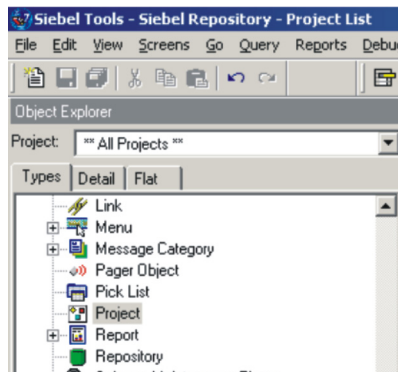 Siebel Tools - Siebel Repository - Project List
File Edit View Screens Go Query Reports Debu
Object Explorer
Project: ** All Projects **
Types Detail Flat
Link
Menu
Message Category
Pager Object
Pick List
Project
Report
Repository